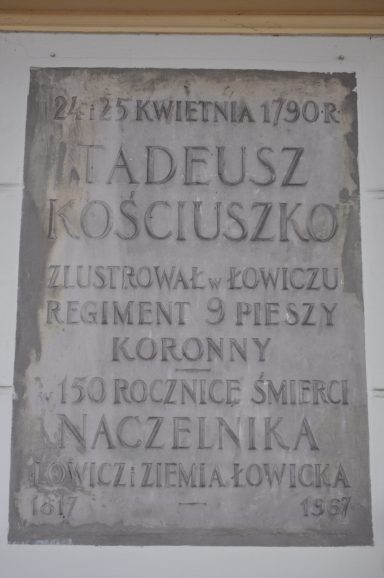 24 i 25 KWIETNIA 1790·R
TADEUSZ
KOŚCIUSZKO
ZLUSTROWAŁ w ŁOWICZU
REGIMENT 9 PIESZY
KORONNY
w 150 ROCZNICĘ ŚMIERCI
NACZELNIKA
ŁOWICZ i ZIEMIA ŁOWICKA
1817 — 1967